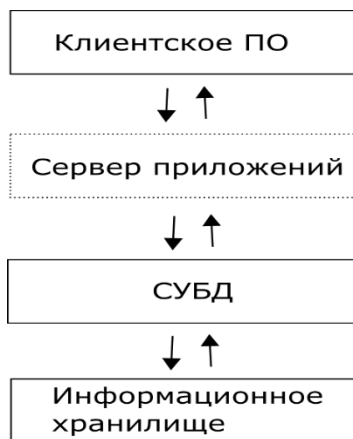 Клиентское ПО
Сервер приложений
СУБД
Информационное
хранилище